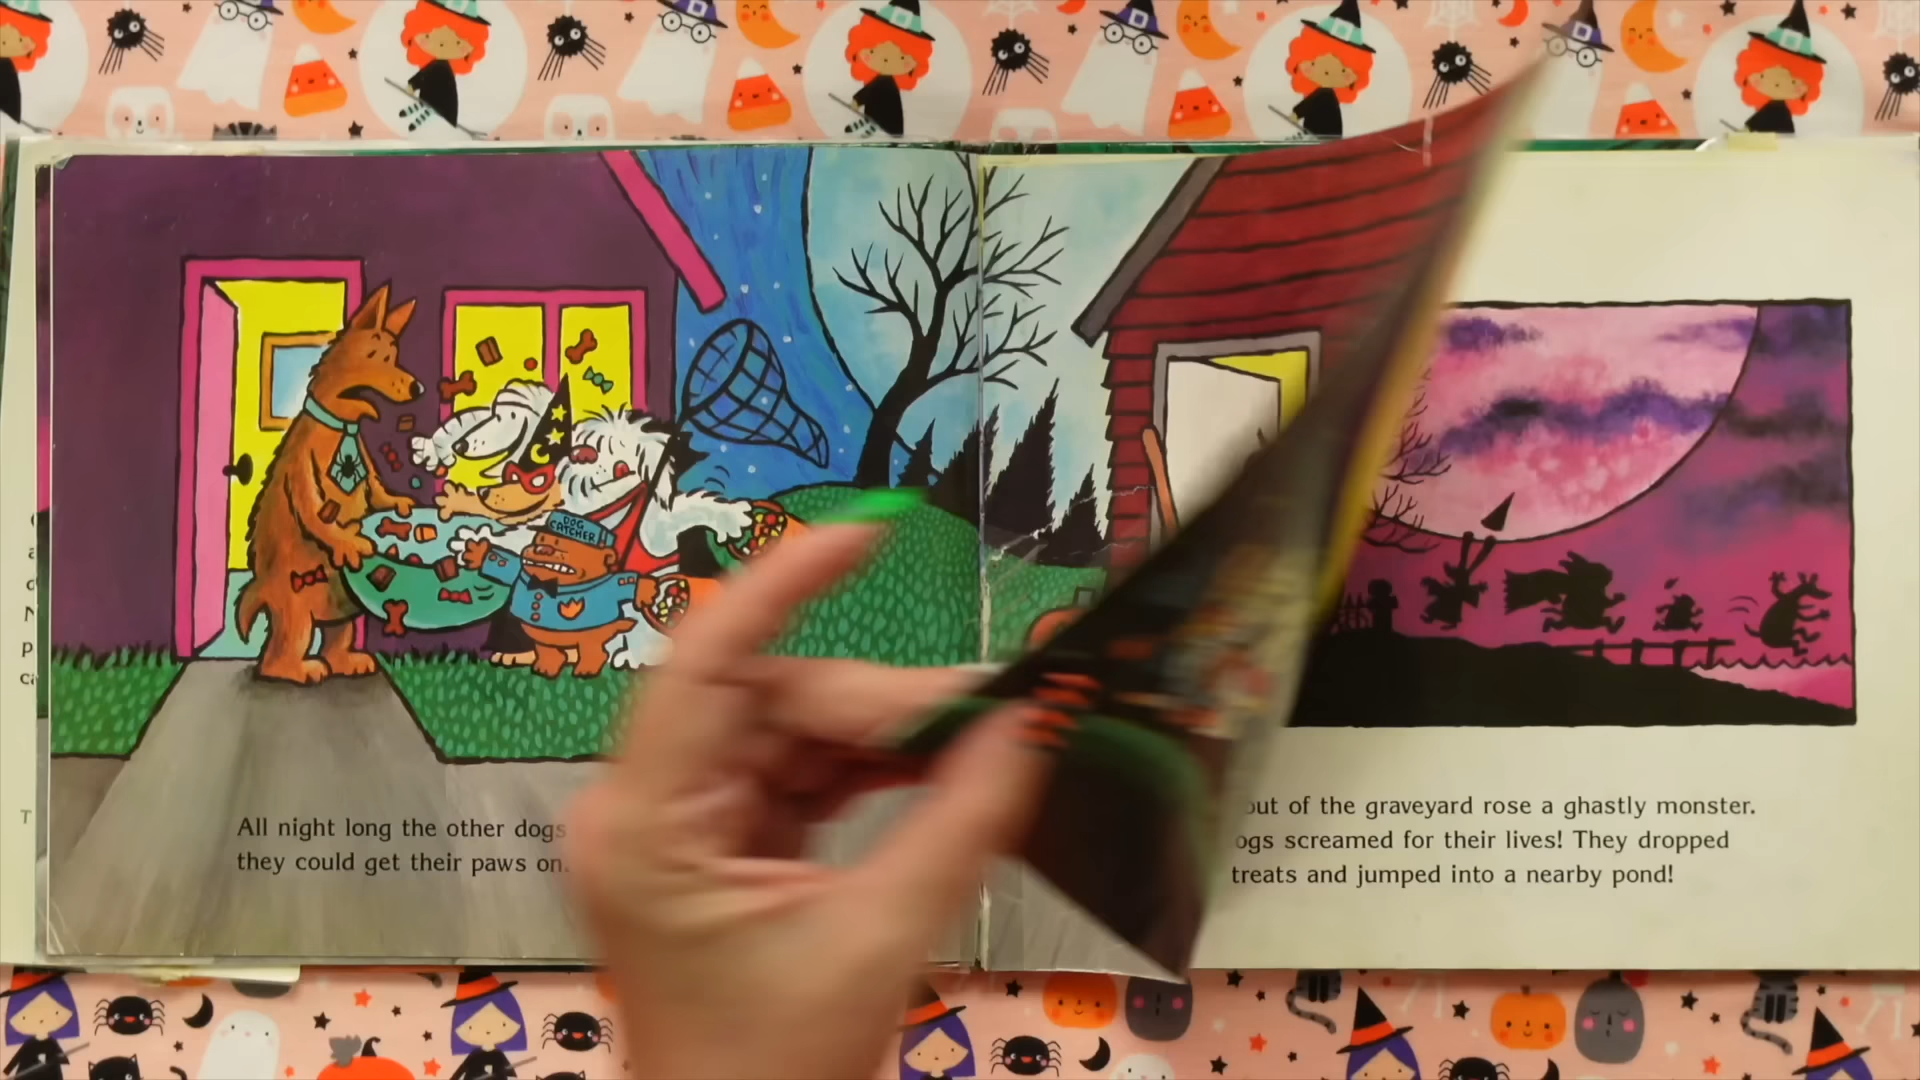 DOG
CATCHER
All night long the other dogs
they could get their paws on.
out of the graveyard rose a ghastly monster.
ogs screamed for their lives! They dropped
treats and jumped into a nearby pond!